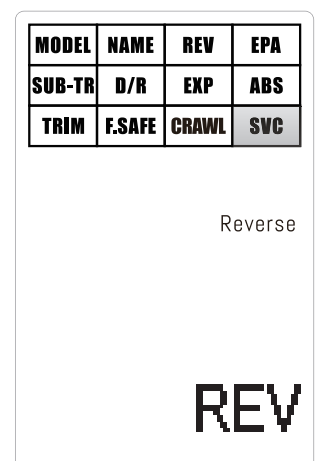 MODEL NAME REV EPA
SUB-TR D/R EXP ABS
TRIM F.SAFE CRAWL SVC
Reverse
REV